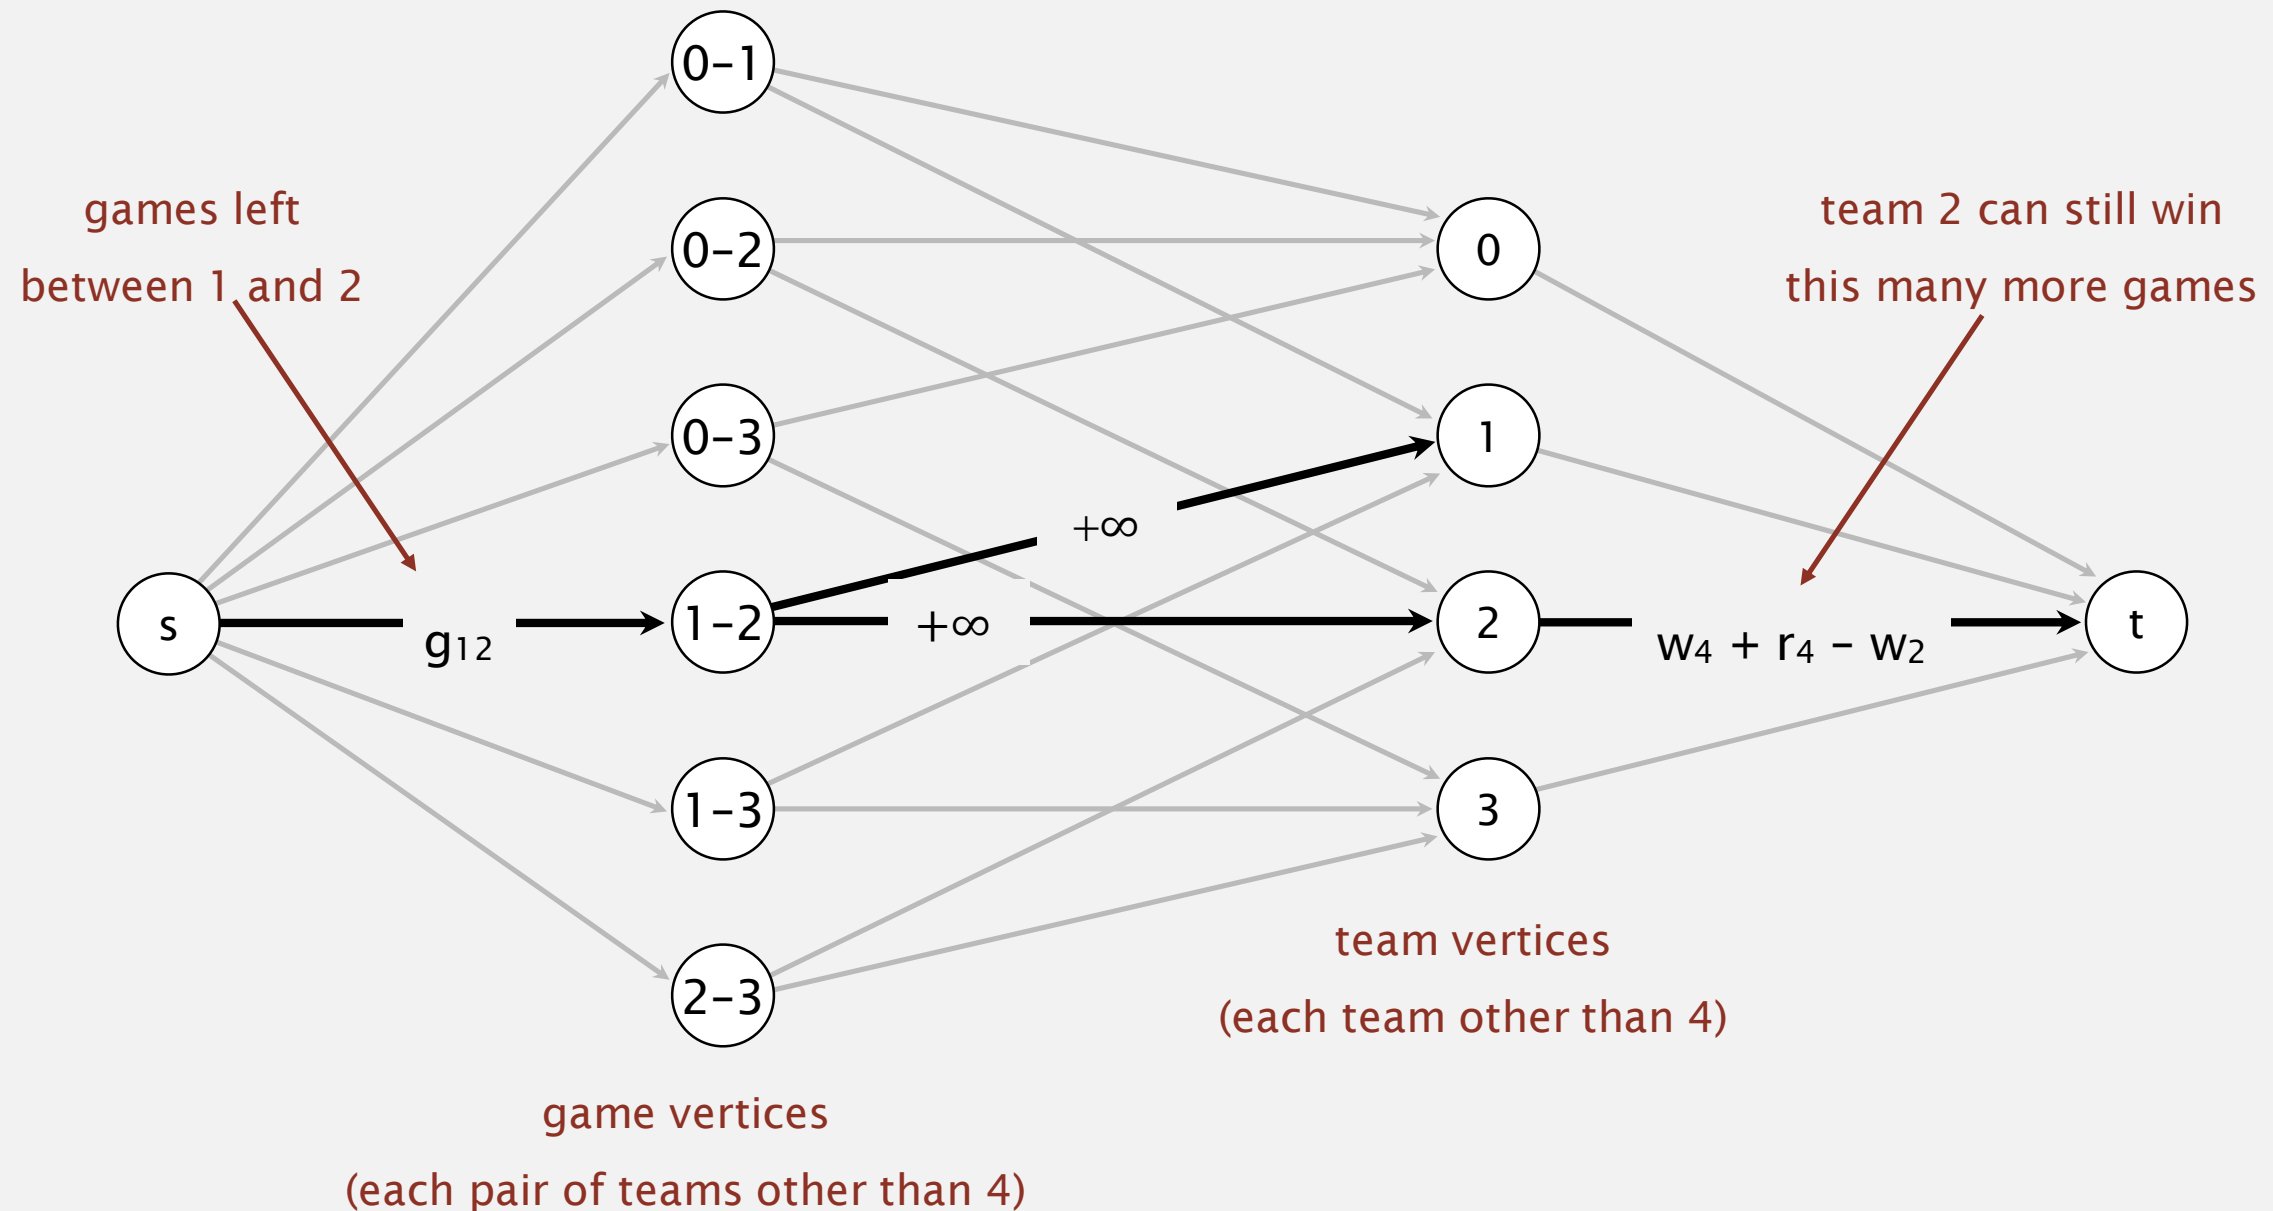 0–1
games left
between 1 and 2
0–2
0
team 2 can still win
this many more games
0–3
1
+∞
s
g12
1–2
+∞
2
w4 + r4 – w2
t
1–3
3
2–3
team vertices
(each team other than 4)
game vertices
(each pair of teams other than 4)